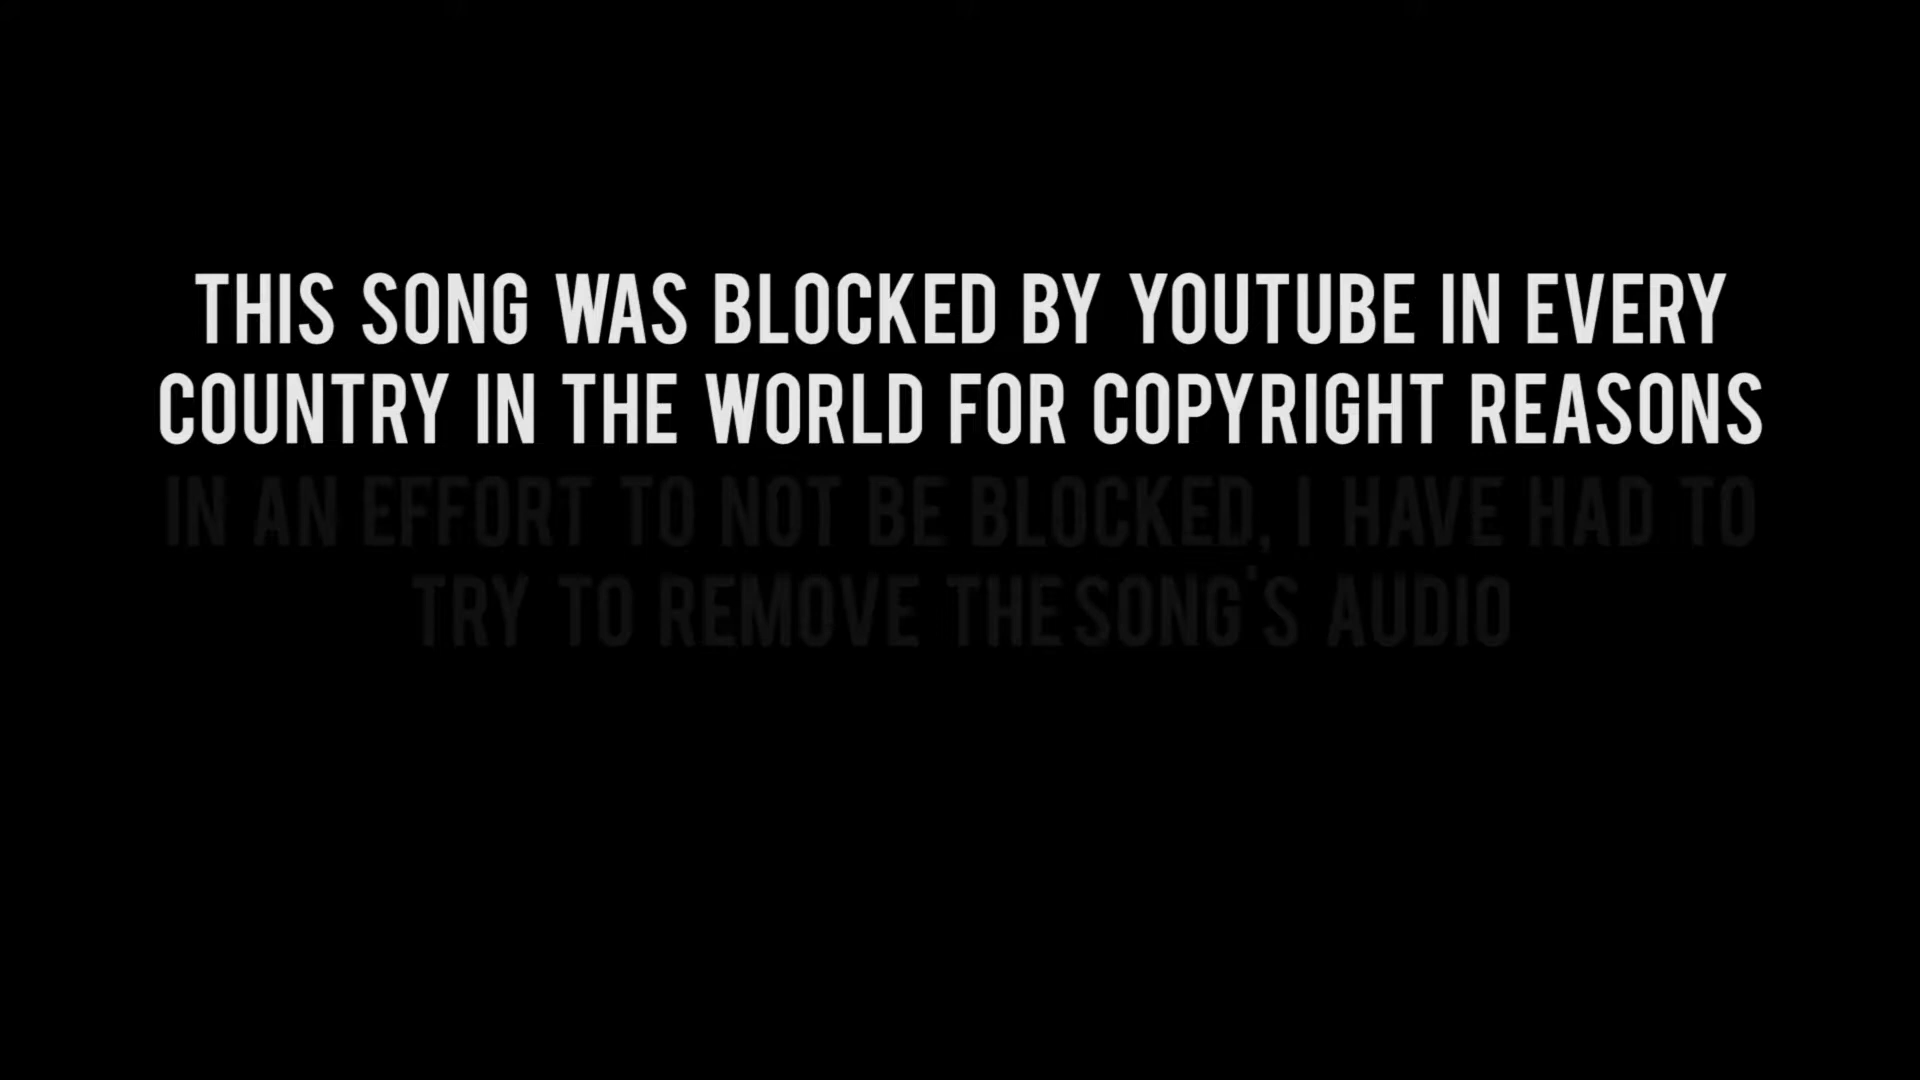 THIS SONG WAS BLOCKED BY YOUTUBE IN EVERY
COUNTRY IN THE WORLD FOR COPYRIGHT REASONS
IN AN EFFORT TO NOT BE BLOCKED, I HAVE HAD TO
TRY TO REMOVE THE SONG'S AUDIO